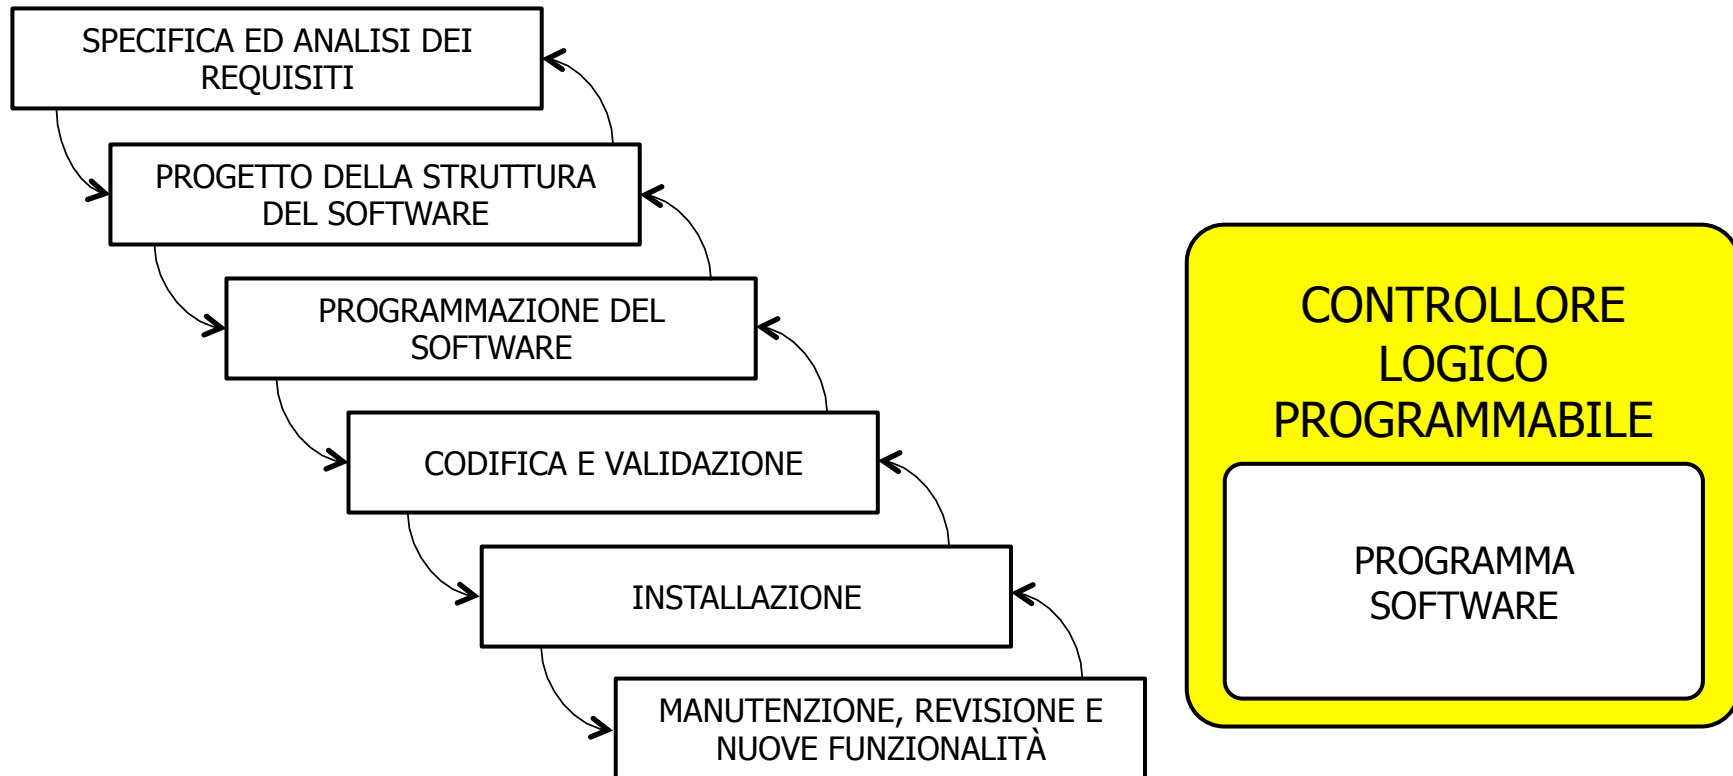 SPECIFICA ED ANALISI DEI
REQUISITI
PROGETTO DELLA STRUTTURA
DEL SOFTWARE
PROGRAMMAZIONE DEL
SOFTWARE
CODIFICA E VALIDAZIONE
INSTALLAZIONE
MANUTENZIONE, REVISIONE E
NUOVE FUNZIONALITÀ
CONTROLLORE
LOGICO
PROGRAMMABILE
PROGRAMMA
SOFTWARE